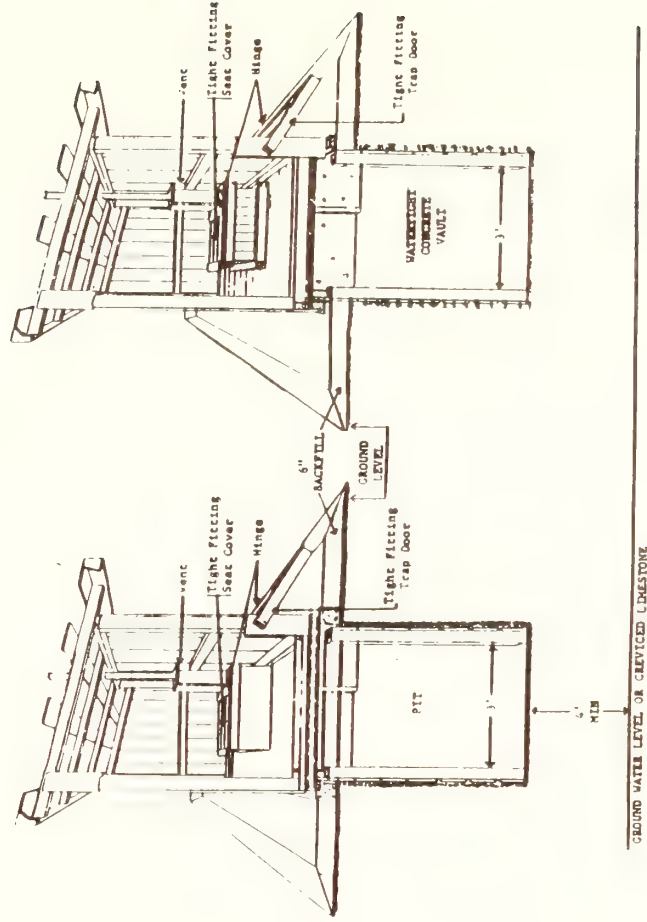 vent
Tight Fitting
Seat Cover
Hinge
Tight Fitting
Trap Door
PIT
3'
4'
MIN
6"
BACKFILL
GROUND
LEVEL
Tight Fitting
Seat Cover
Hinge
Tight Fitting
Trap Door
WATERTIGHT
CONCRETE
VAULT
3'
GROUND WATER LEVEL OR CREVICED LIMESTONE